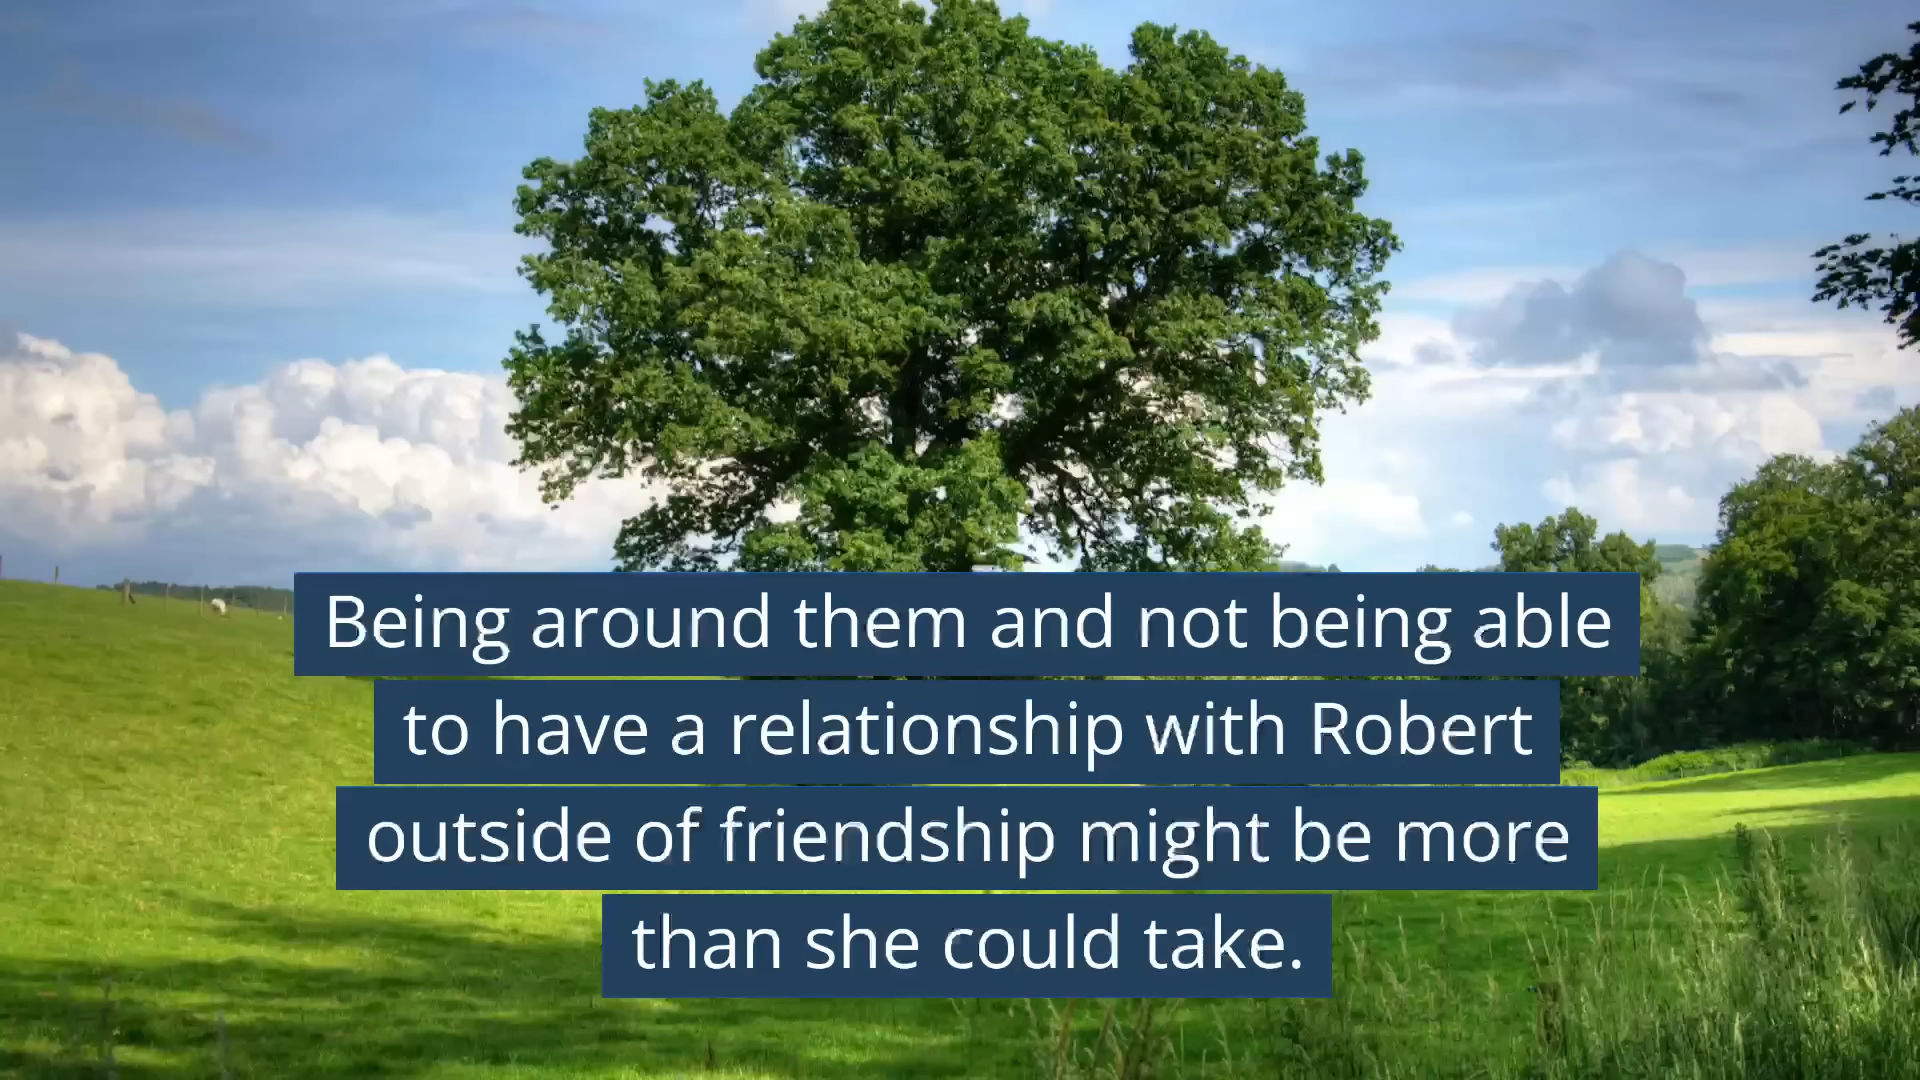 Being around them and not being able
to have a relationship with Robert
outside of friendship might be more
than she could take.